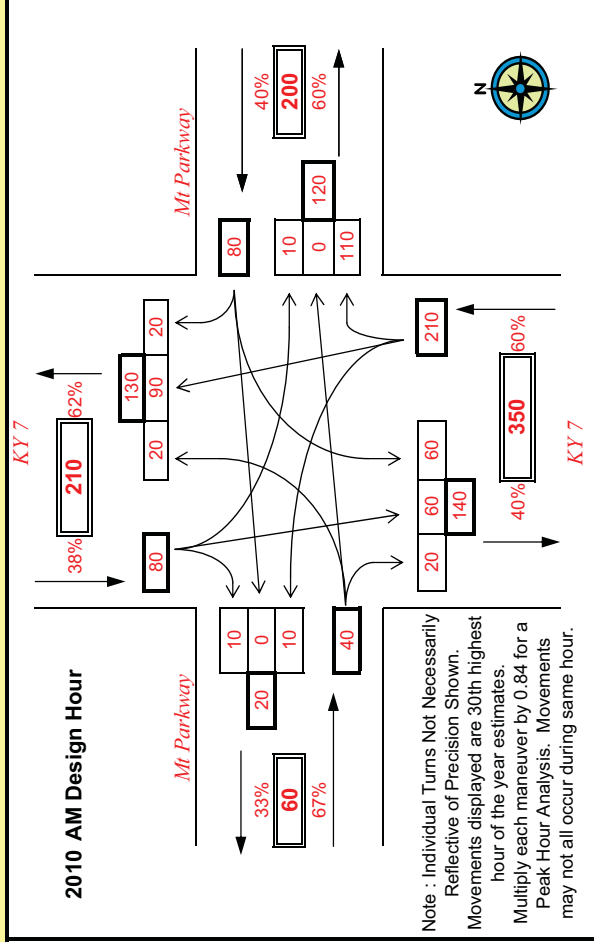 2010 AM Design Hour
KY 7
210
38%
62%
80
130
20
90
20
Mt Parkway
40%
200
60%
80
10
0
110
120
N
Mt Parkway
33%
60
67%
20
10
0
10
40
20
60
60
140
210
40%
60%
350
KY 7
Note : Individual Turns Not Necessarily
Reflective of Precision Shown.
Movements displayed are 30th highest
hour of the year estimates.
Multiply each maneuver by 0.84 for a
Peak Hour Analysis. Movements
may not all occur during same hour.